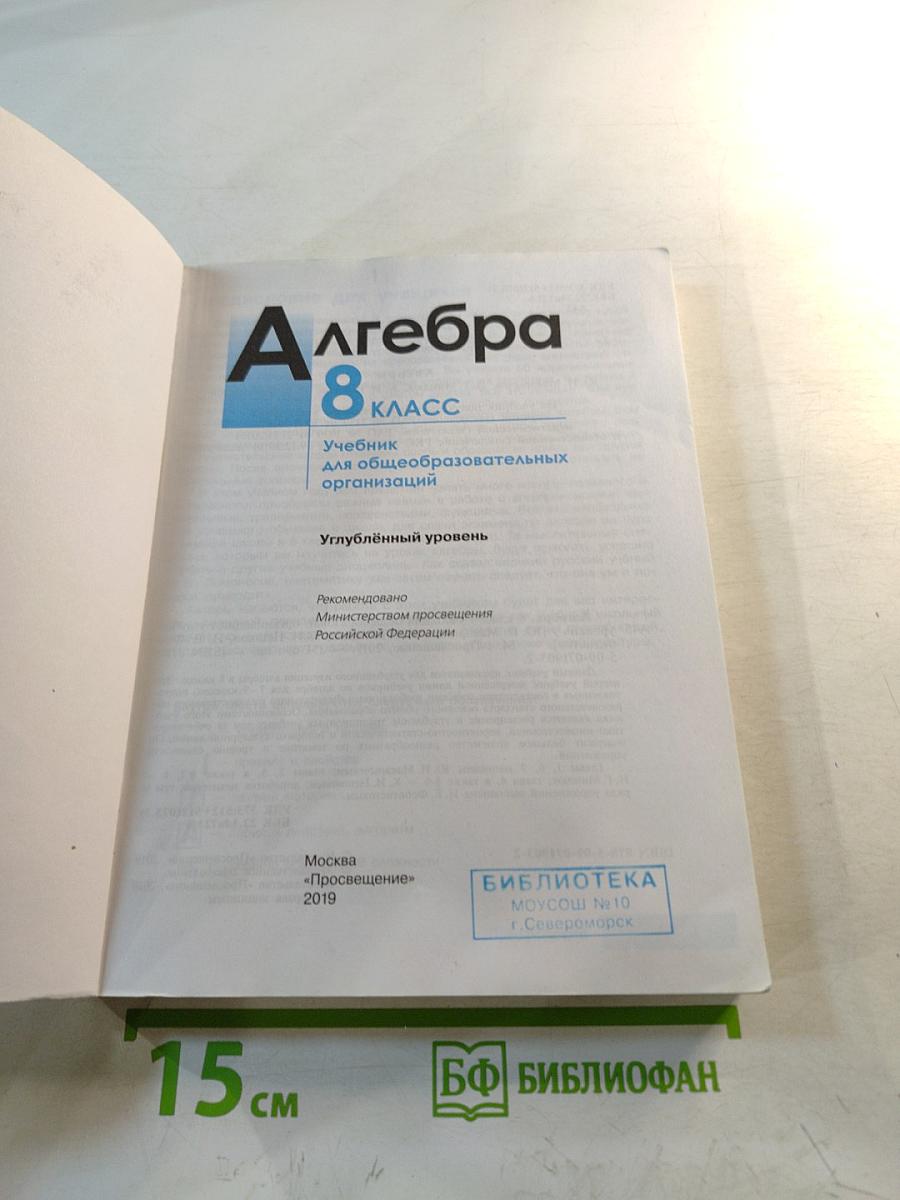 Алгебра
8 КЛАСС
Учебник
для общеобразовательных
организаций
Углублённый уровень
Рекомендовано
Министерством просвещения
Российской Федерации
Москва
«Просвещение»
2019
БИБЛИОТЕКА
МОУСОШ №10
г.Североморск
15 см
БФ БИБЛИОФАН